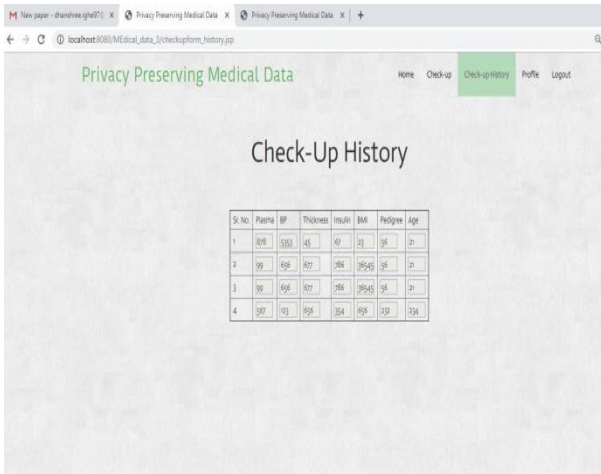 New paper - dhanshree.ighe97@ Privacy Preserving Medical Data Privacy Preserving Medical Data
localhost:8080/MEdical_data_3/checkupform_history.jsp
Privacy Preserving Medical Data Home Check-up Check-up History Profile Logout
Check-Up History
Sr. No. Plasma BP Thickness Insulin BMI Pedigree Age
1 878 5353 45 67 23 56 21
2 99 656 677 786 36545 56 21
3 99 656 677 786 36545 56 21
4 567 123 656 354 656 232 234